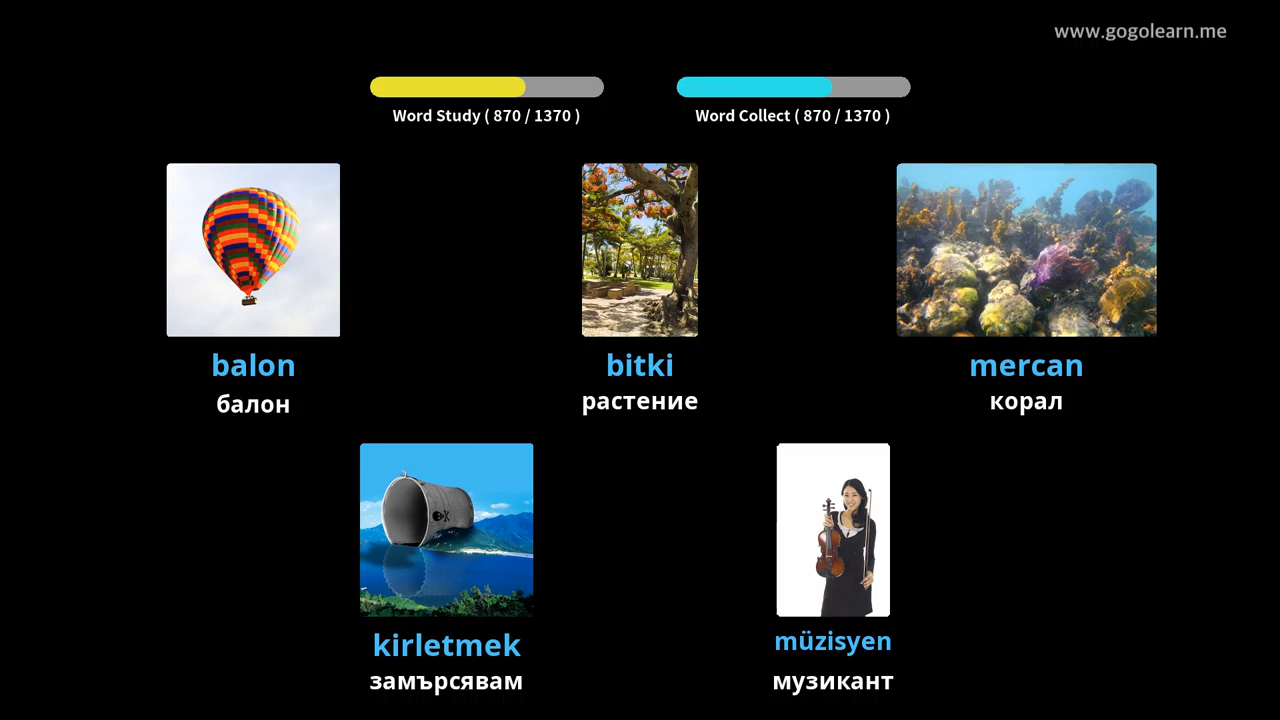 www.gogolearn.me
Word Study ( 870 / 1370 )
Word Collect ( 870 / 1370 )
balon
балон
bitki
растение
mercan
корал
kirletmek
замърсявам
müzisyen
музикант